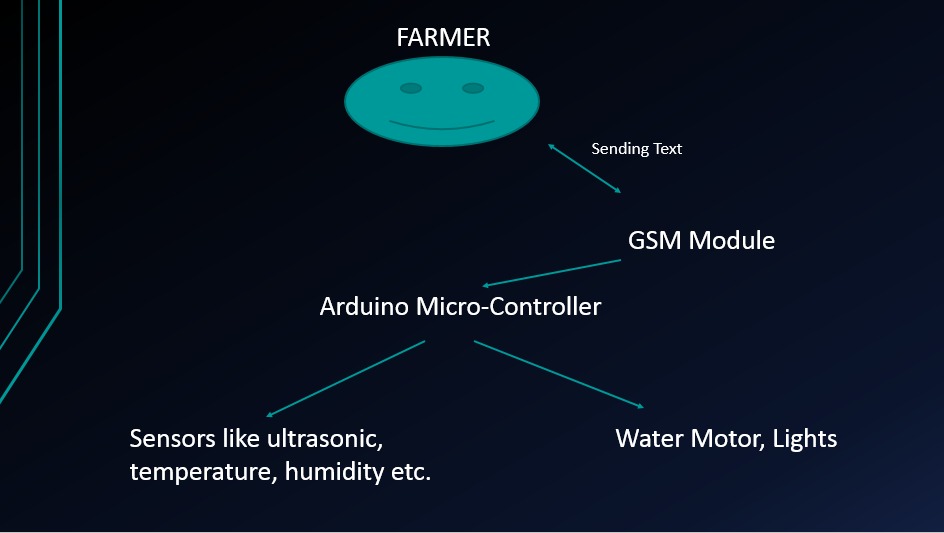 FARMER
Sending Text
GSM Module
Arduino Micro-Controller
Sensors like ultrasonic,
temperature, humidity etc.
Water Motor, Lights